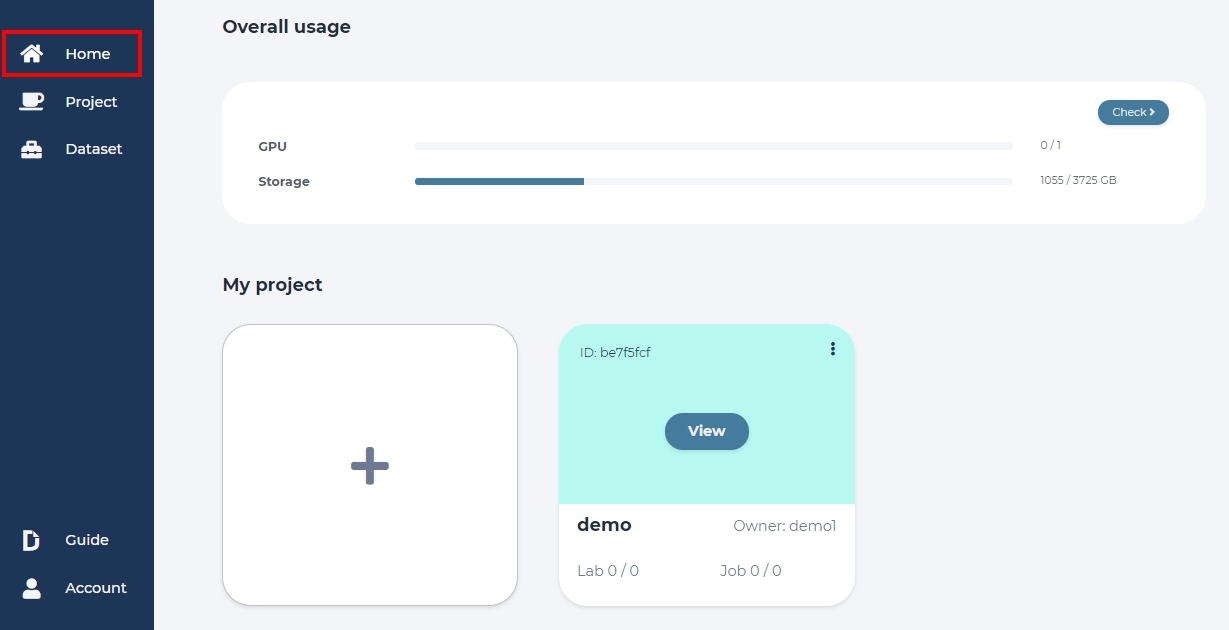 Home
Project
Dataset
Guide
Account
Overall usage
Check
GPU 0 / 1
Storage 1055 / 3725 GB
My project
ID: be7f5fcf
View
demo Owner: demo1
Lab 0 / 0 Job 0 / 0